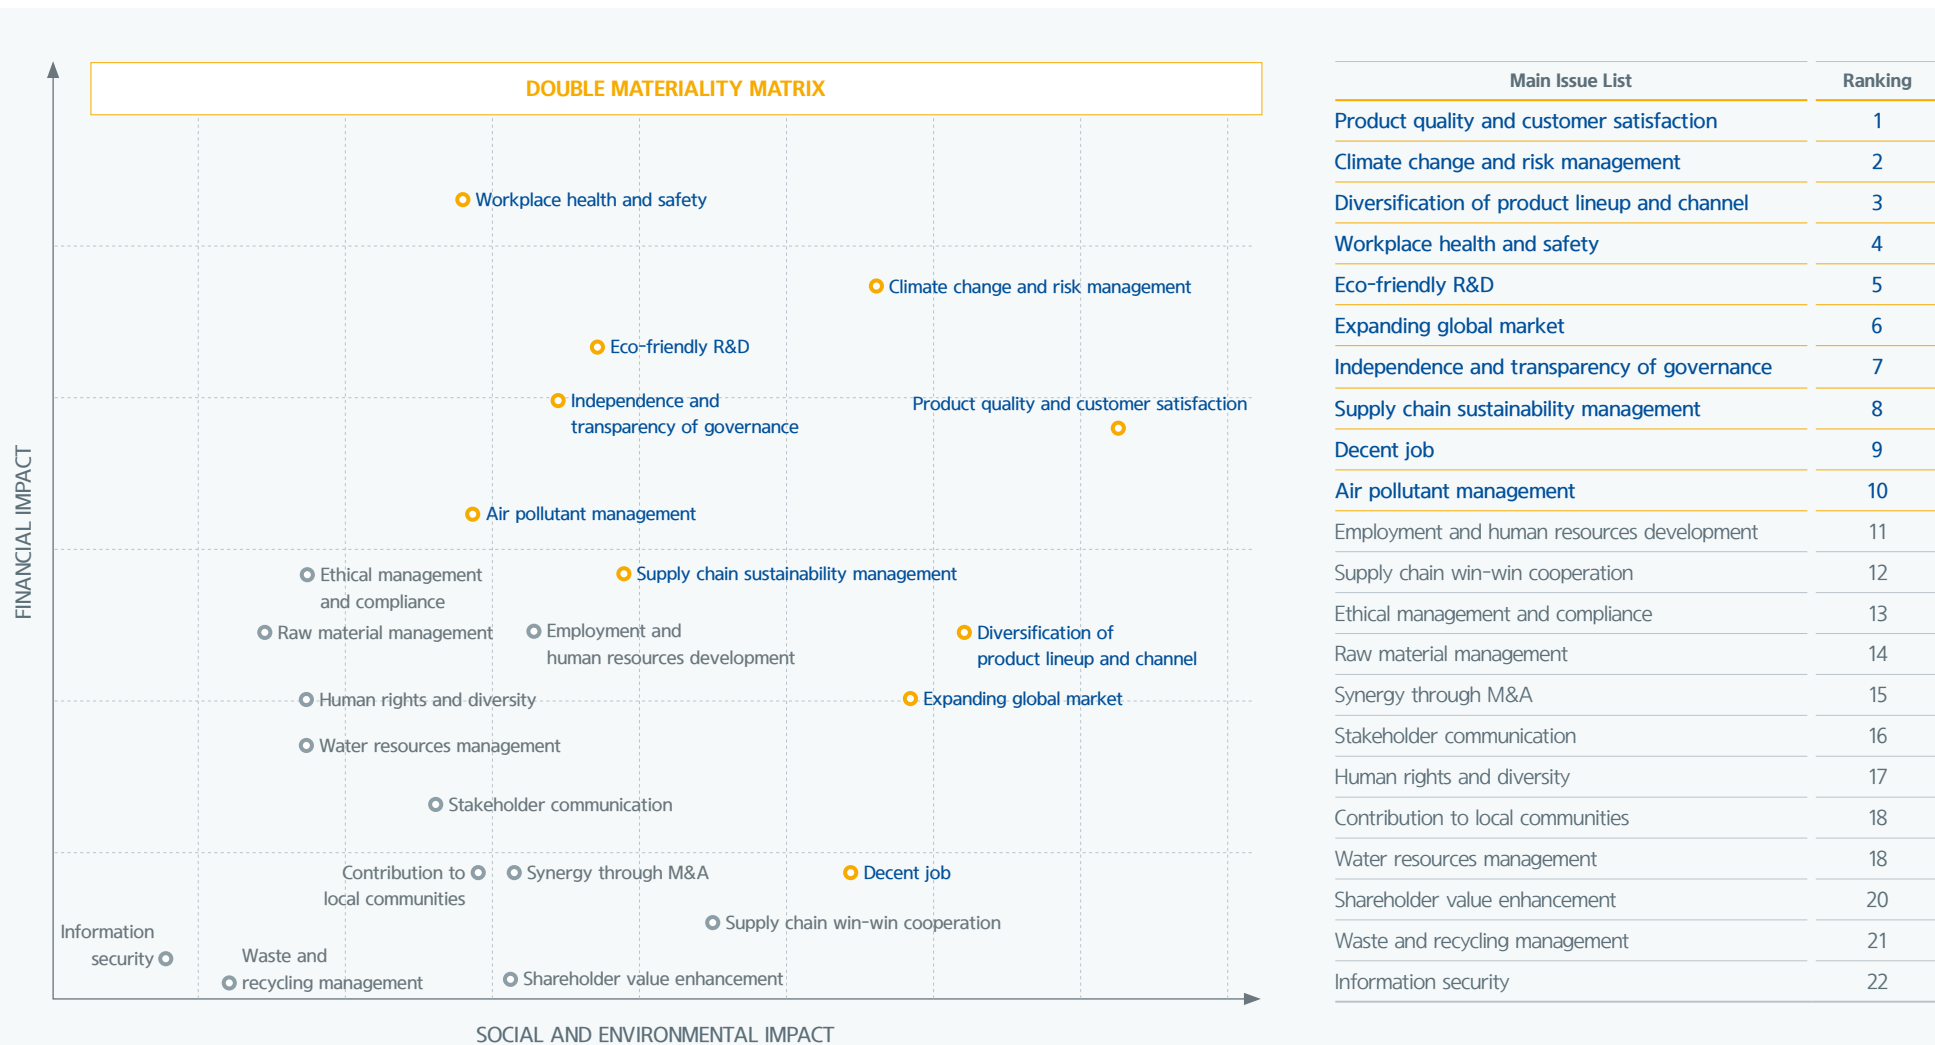 DOUBLE MATERIALITY MATRIX
Workplace health and safety
Climate change and risk management
Eco-friendly R&D
Independence and
transparency of governance
Product quality and customer satisfaction
Air pollutant management
Ethical management
and compliance
Supply chain sustainability management
Raw material management
Employment and
human resources development
Diversification of
product lineup and channel
Human rights and diversity
Expanding global market
Water resources management
Stakeholder communication
Contribution to
local communities
Synergy through M&A
Decent job
Supply chain win-win cooperation
Information
security
Waste and
recycling management
Shareholder value enhancement
FINANCIAL IMPACT
SOCIAL AND ENVIRONMENTAL IMPACT
Main Issue List Ranking
Product quality and customer satisfaction 1
Climate change and risk management 2
Diversification of product lineup and channel 3
Workplace health and safety 4
Eco-friendly R&D 5
Expanding global market 6
Independence and transparency of governance 7
Supply chain sustainability management 8
Decent job 9
Air pollutant management 10
Employment and human resources development 11
Supply chain win-win cooperation 12
Ethical management and compliance 13
Raw material management 14
Synergy through M&A 15
Stakeholder communication 16
Human rights and diversity 17
Contribution to local communities 18
Water resources management 18
Shareholder value enhancement 20
Waste and recycling management 21
Information security 22